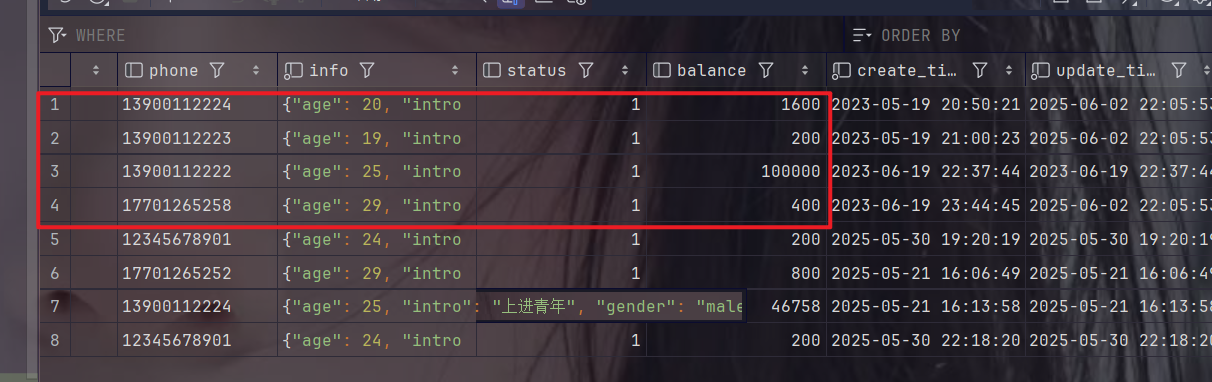 WHERE ORDER BY
phone info status balance create_ti… update_ti…
1 13900112224 {"age": 20, "intro 1 1600 2023-05-19 20:50:21 2025-06-02 22:05:53
2 13900112223 {"age": 19, "intro 1 200 2023-05-19 21:00:23 2025-06-02 22:05:53
3 13900112222 {"age": 25, "intro 1 100000 2023-06-19 22:37:44 2023-06-19 22:37:44
4 17701265258 {"age": 29, "intro 1 400 2023-06-19 23:44:45 2025-06-02 22:05:53
5 12345678901 {"age": 24, "intro 1 200 2025-05-30 19:20:19 2025-05-30 19:20:19
6 17701265252 {"age": 29, "intro 1 800 2025-05-21 16:06:49 2025-05-21 16:06:49
7 13900112224 {"age": 25, "intro": "上进青年", "gender": "male 46758 2025-05-21 16:13:58 2025-05-21 16:13:58
8 12345678901 {"age": 24, "intro 1 200 2025-05-30 22:18:20 2025-05-30 22:18:20